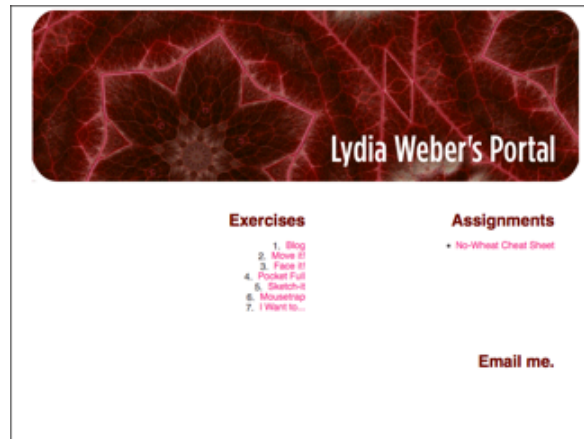 Lydia Weber's Portal
Exercises
1. Blog
2. Move it!
3. Face it!
4. Pocket Full
5. Sketch-it
6. Mousetrap
7. I Want to...
Assignments
• No-Wheat Cheat Sheet
Email me.